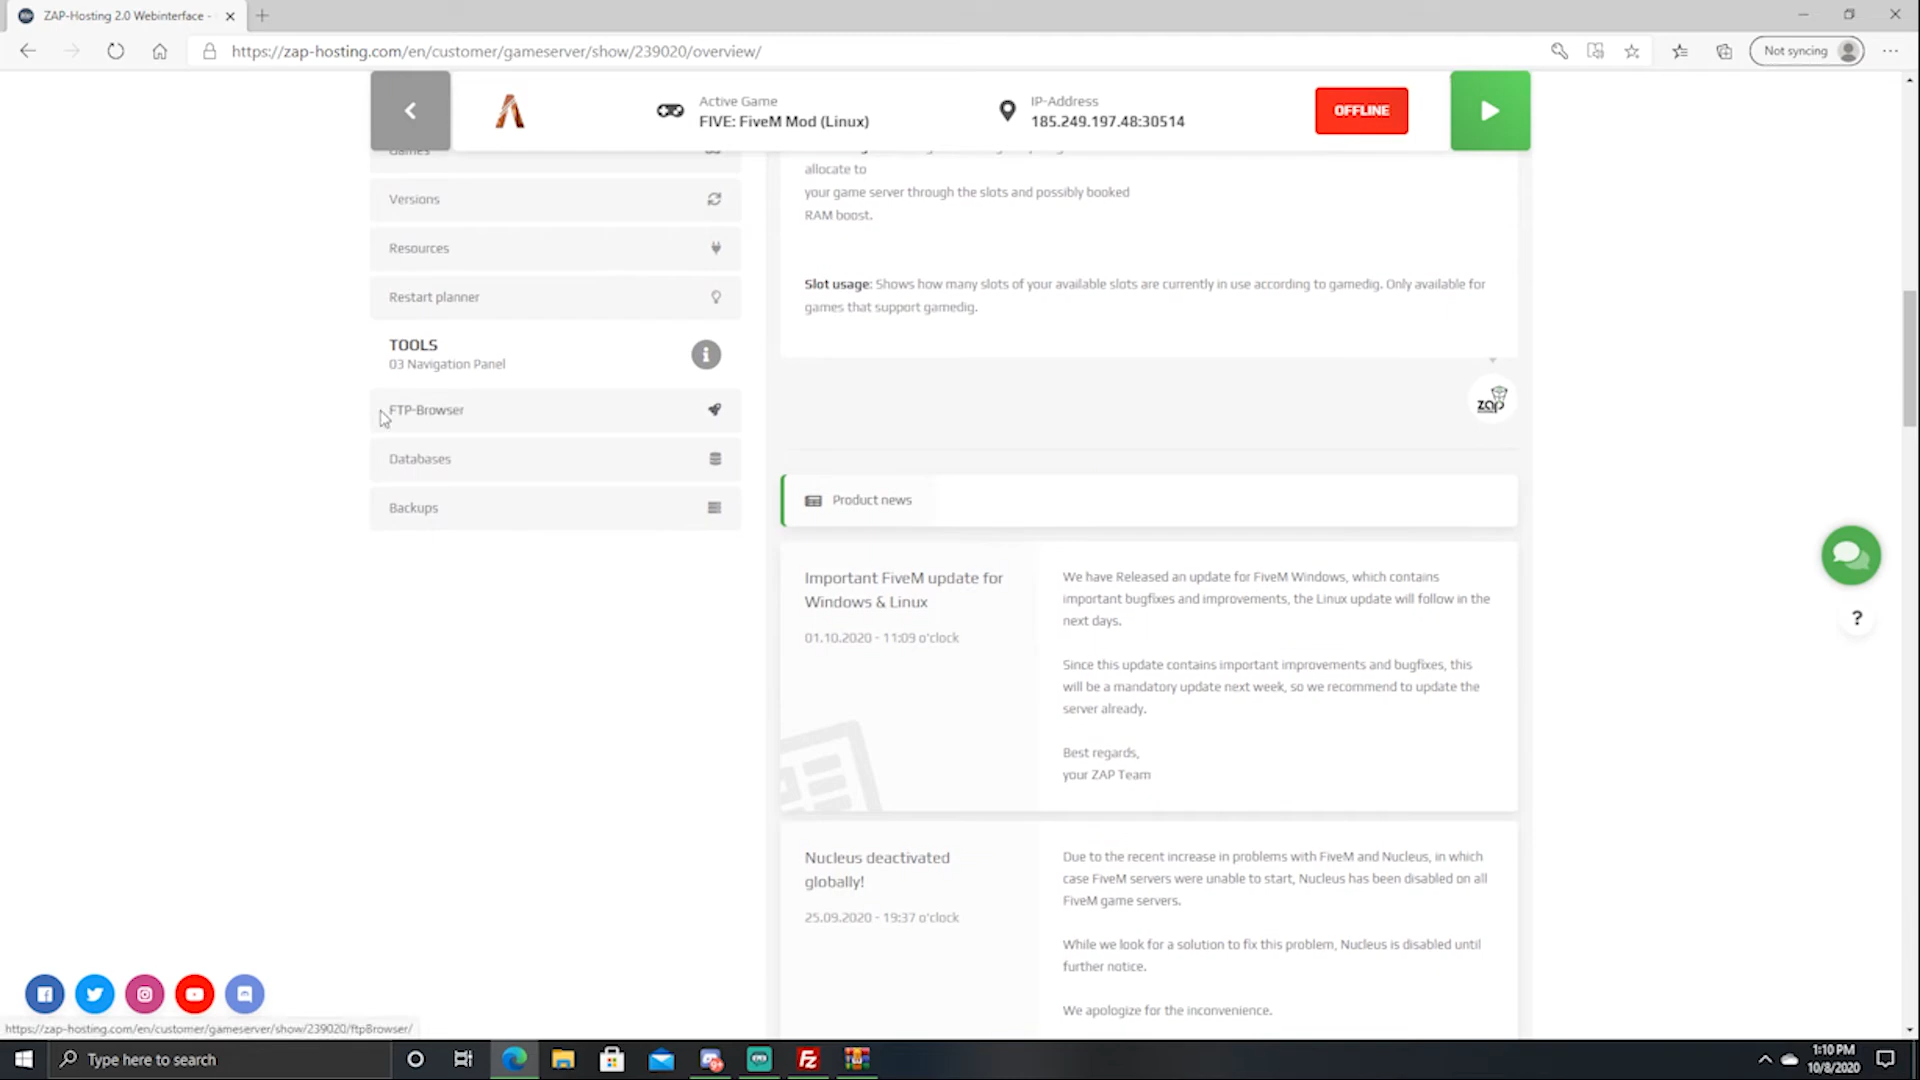 ZAP-Hosting 2.0 Webinterface -
https://zap-hosting.com/en/customer/gameserver/show/239020/overview/
Not syncing
Active Game
FIVE: FiveM Mod (Linux)
IP-Address
185.249.197.48:30514
OFFLINE
Games
Versions
Resources
Restart planner
TOOLS
03 Navigation Panel
FTP-Browser
Databases
Backups
allocate to
your game server through the slots and possibly booked
RAM boost.
Slot usage: Shows how many slots of your available slots are currently in use according to gamedig. Only available for
games that support gamedig.
zap
Product news
Important FiveM update for
Windows & Linux
01.10.2020 - 11:09 o'clock
We have Released an update for FiveM Windows, which contains
important bugfixes and improvements, the Linux update will follow in the
next days.
Since this update contains important improvements and bugfixes, this
will be a mandatory update next week, so we recommend to update the
server already.
Best regards,
your ZAP Team
Nucleus deactivated
globally!
25.09.2020 - 19:37 o'clock
Due to the recent increase in problems with FiveM and Nucleus, in which
case FiveM servers were unable to start, Nucleus has been disabled on all
FiveM game servers.
While we look for a solution to fix this problem, Nucleus is disabled until
further notice.
We apologize for the inconvenience.
?
https://zap-hosting.com/en/customer/gameserver/show/239020/ftpBrowser/
Type here to search
1:10 PM
10/8/2020